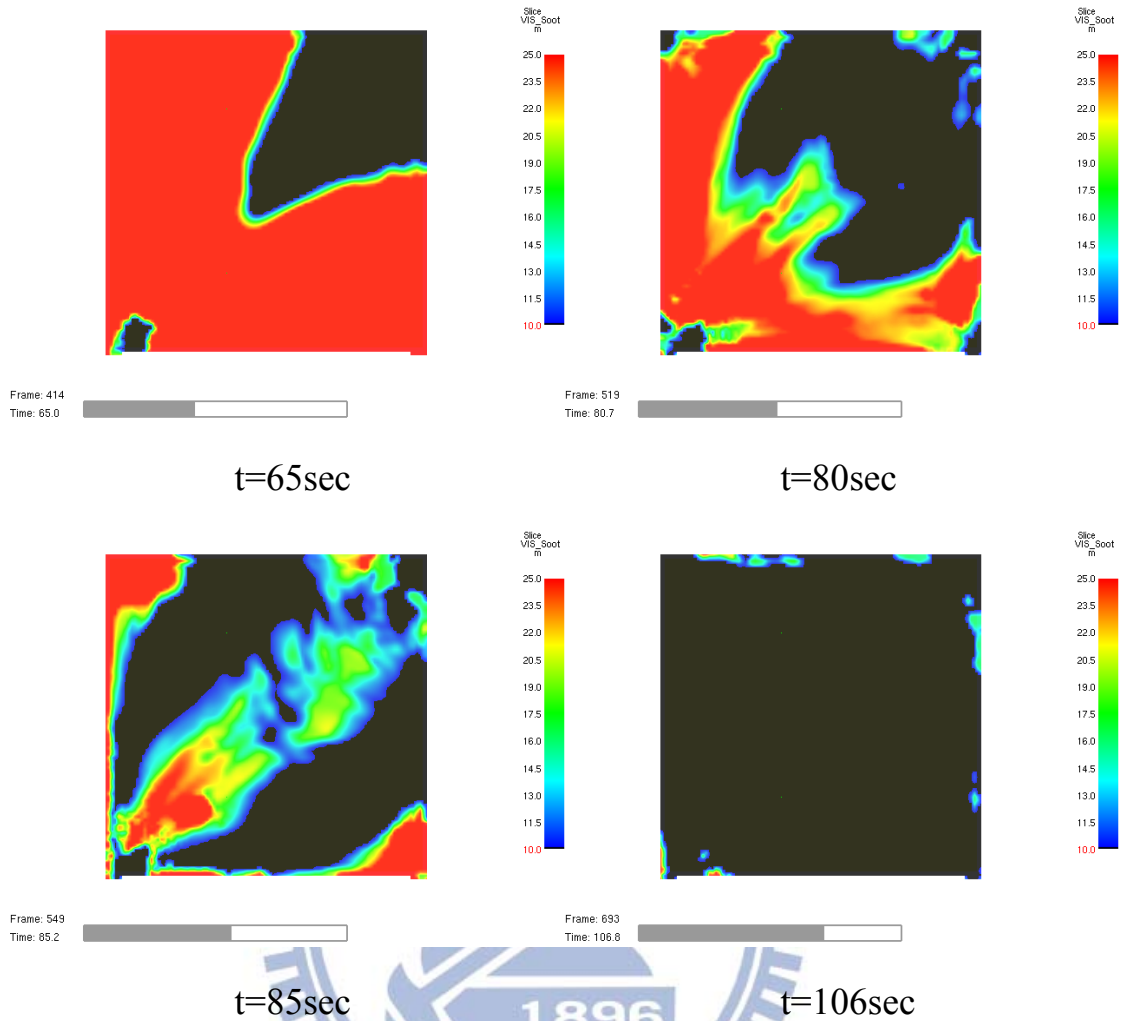 Slice
VIS_Soot
m
25.0
23.5
22.0
20.5
19.0
17.5
16.0
14.5
13.0
11.5
10.0
Frame: 414
Time: 65.0
t=65sec
Slice
VIS_Soot
m
25.0
23.5
22.0
20.5
19.0
17.5
16.0
14.5
13.0
11.5
10.0
Frame: 519
Time: 80.7
t=80sec
Slice
VIS_Soot
m
25.0
23.5
22.0
20.5
19.0
17.5
16.0
14.5
13.0
11.5
10.0
Frame: 549
Time: 85.2
t=85sec
Slice
VIS_Soot
m
25.0
23.5
22.0
20.5
19.0
17.5
16.0
14.5
13.0
11.5
10.0
Frame: 693
Time: 106.8
t=106sec
1896